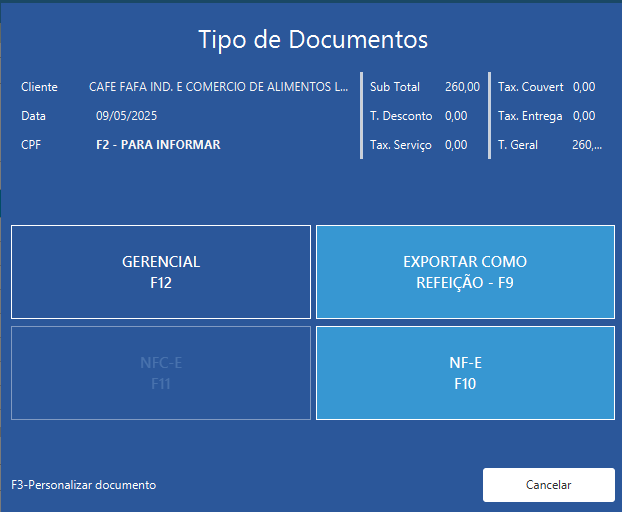 Tipo de Documentos
Cliente CAFE FAFA IND. E COMERCIO DE ALIMENTOS L... Sub Total 260,00 Tax. Couvert 0,00
Data 09/05/2025 T. Desconto 0,00 Tax. Entrega 0,00
CPF F2 - PARA INFORMAR Tax. Serviço 0,00 T. Geral 260,...
GERENCIAL
F12
EXPORTAR COMO
REFEIÇÃO - F9
NFC-E
F11
NF-E
F10
F3-Personalizar documento
Cancelar